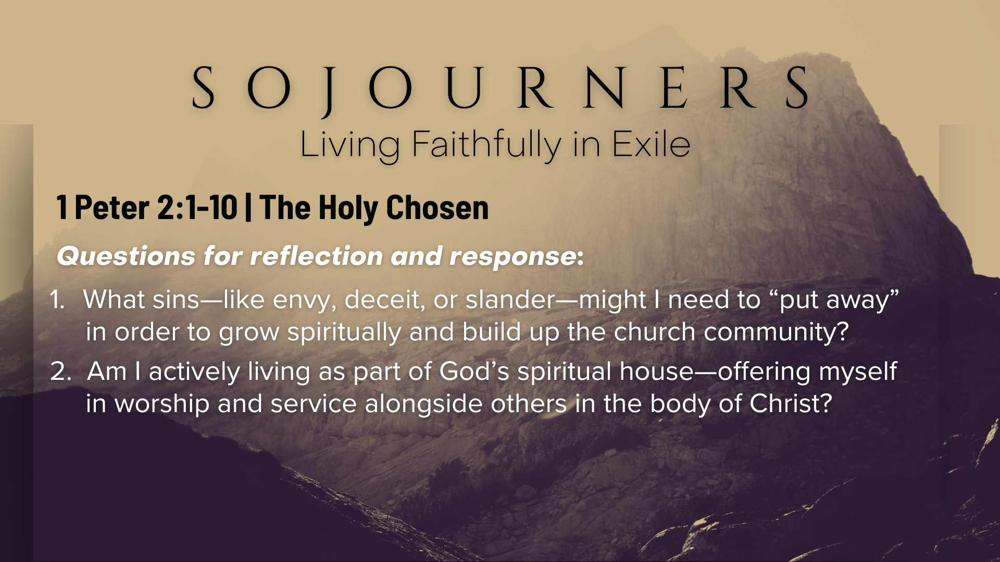 SOJOURNERS
Living Faithfully in Exile
1 Peter 2:1-10 | The Holy Chosen
Questions for reflection and response:
1. What sins—like envy, deceit, or slander—might I need to “put away”
in order to grow spiritually and build up the church community?
2. Am I actively living as part of God’s spiritual house—offering myself
in worship and service alongside others in the body of Christ?